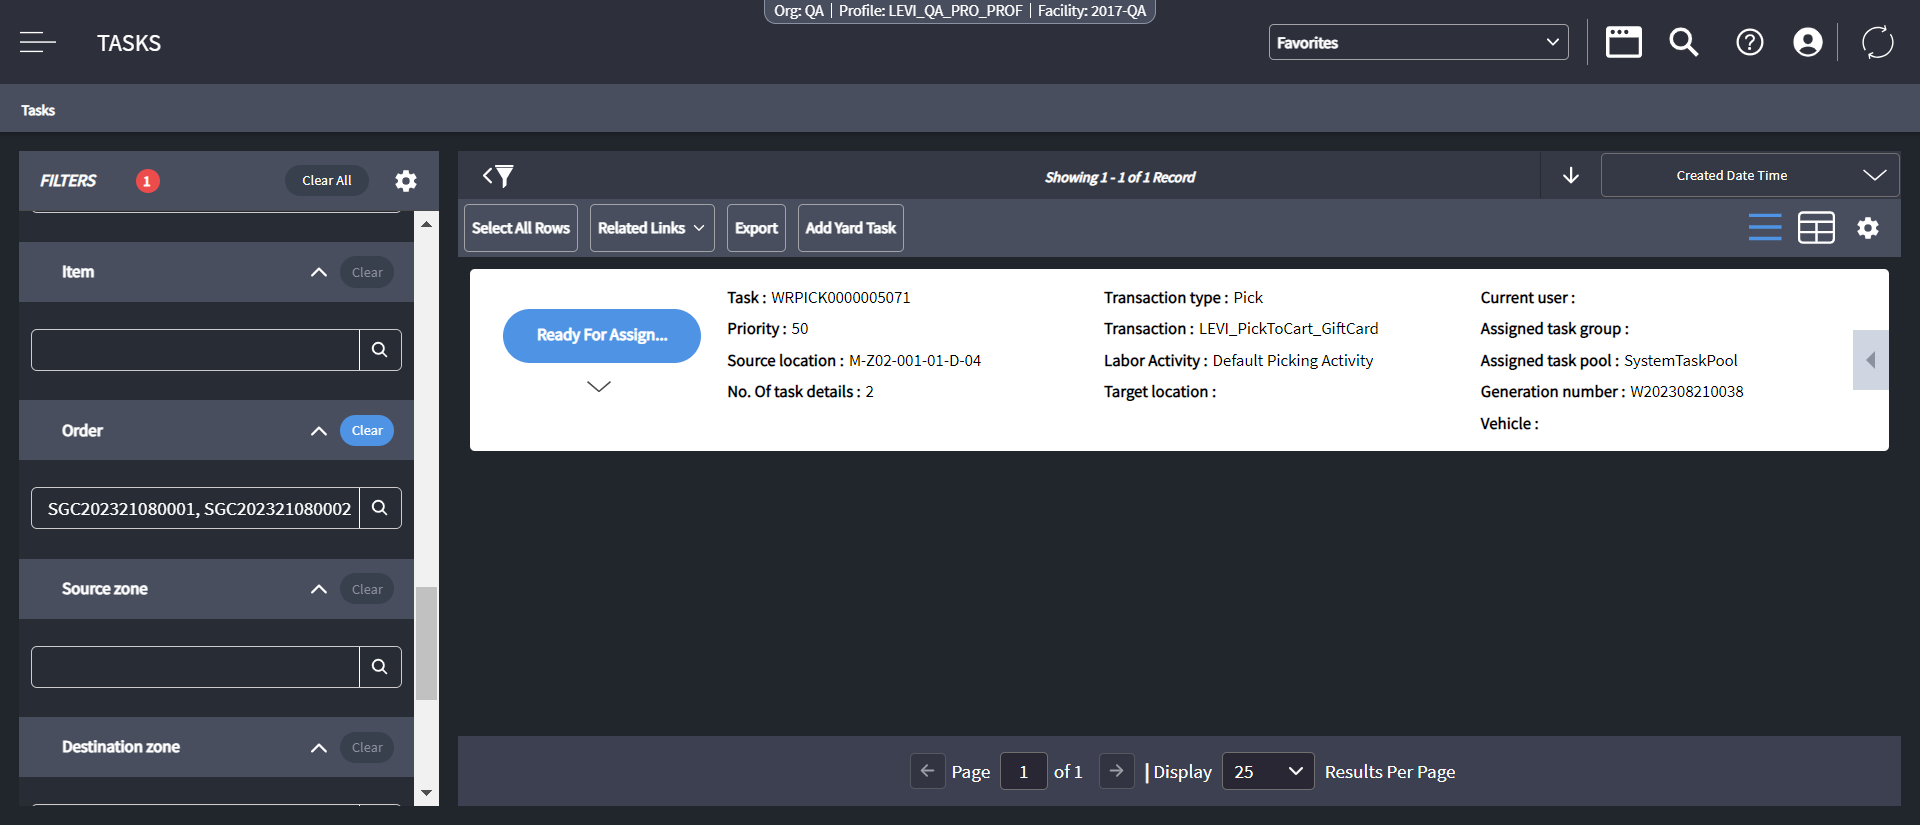 Org: QA | Profile: LEVI_QA_PRO_PROF | Facility: 2017-QA
TASKS
Favorites
Tasks
FILTERS 1 Clear All
Item Clear
Order Clear
SGC202321080001, SGC202321080002
Source zone Clear
Destination zone Clear
Showing 1 - 1 of 1 Record
Created Date Time
Select All Rows Related Links Export Add Yard Task
Ready For Assign...
Task : WRPICK0000005071
Priority : 50
Source location : M-Z02-001-01-D-04
No. Of task details : 2
Transaction type : Pick
Transaction : LEVI_PickToCart_GiftCard
Labor Activity : Default Picking Activity
Target location :
Current user :
Assigned task group :
Assigned task pool : SystemTaskPool
Generation number : W202308210038
Vehicle :
Page 1 of 1 | Display 25 Results Per Page